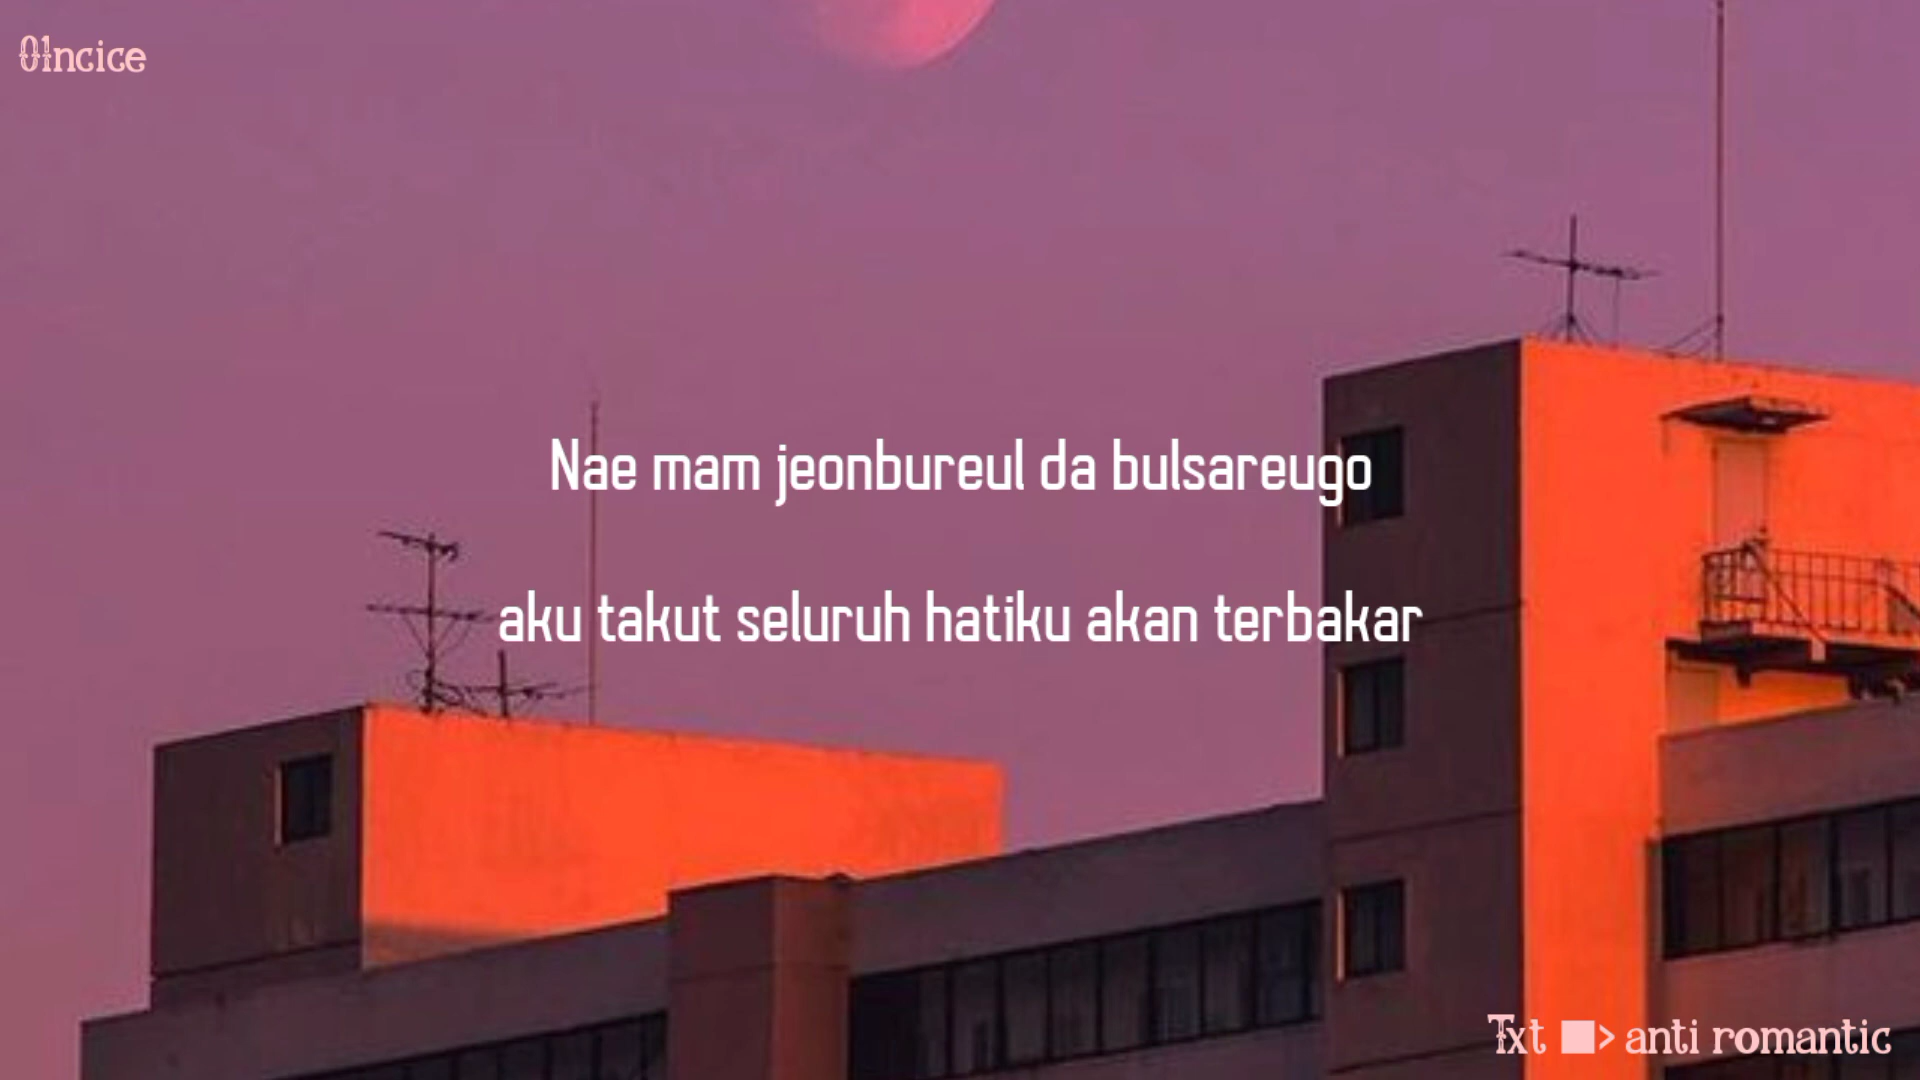 01ncice
Nae mam jeonbureul da bulsareugo
aku takut seluruh hatiku akan terbakar
Txt ■> anti romantic